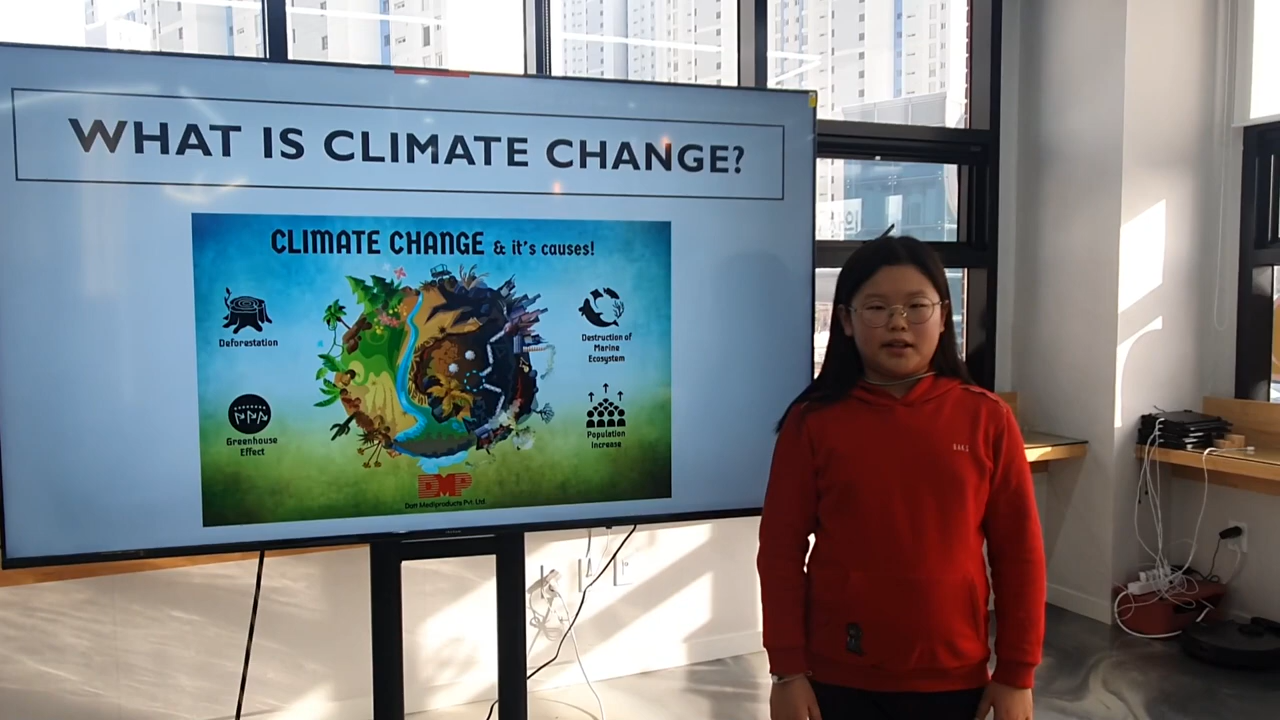 WHAT IS CLIMATE CHANGE?
CLIMATE CHANGE & it's causes!
Deforestation
Destruction of
Marine
Ecosystem
Greenhouse
Effect
Population
Increase
DMP
Datt Mediproducts Pvt. Ltd.